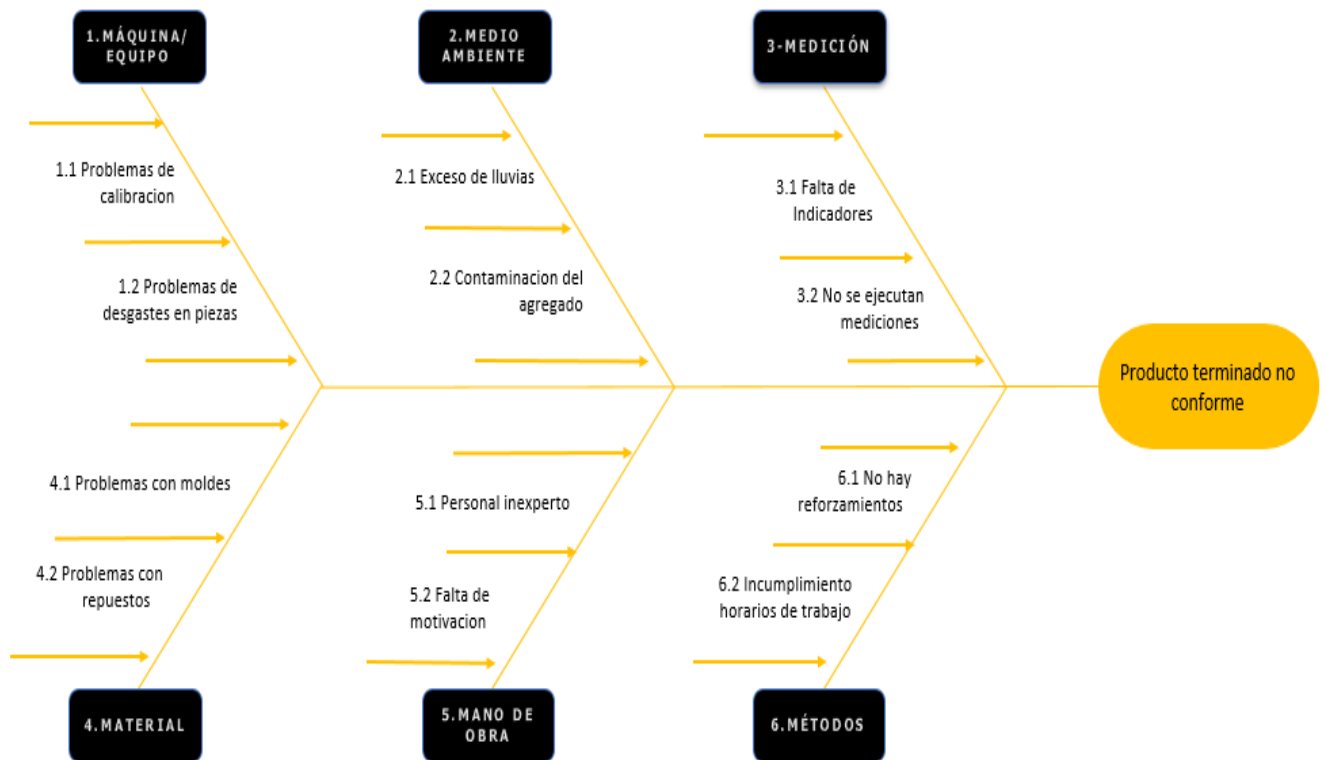 1.MÁQUINA/
EQUIPO
2.MEDIO
AMBIENTE
3-MEDICIÓN
1.1 Problemas de
calibracion
1.2 Problemas de
desgastes en piezas
2.1 Exceso de lluvias
2.2 Contaminacion del
agregado
3.1 Falta de
Indicadores
3.2 No se ejecutan
mediciones
Producto terminado no
conforme
4.1 Problemas con moldes
4.2 Problemas con
repuestos
5.1 Personal inexperto
5.2 Falta de
motivacion
6.1 No hay
reforzamientos
6.2 Incumplimiento
horarios de trabajo
4.MATERIAL
5.MANO DE
OBRA
6.MÉTODOS